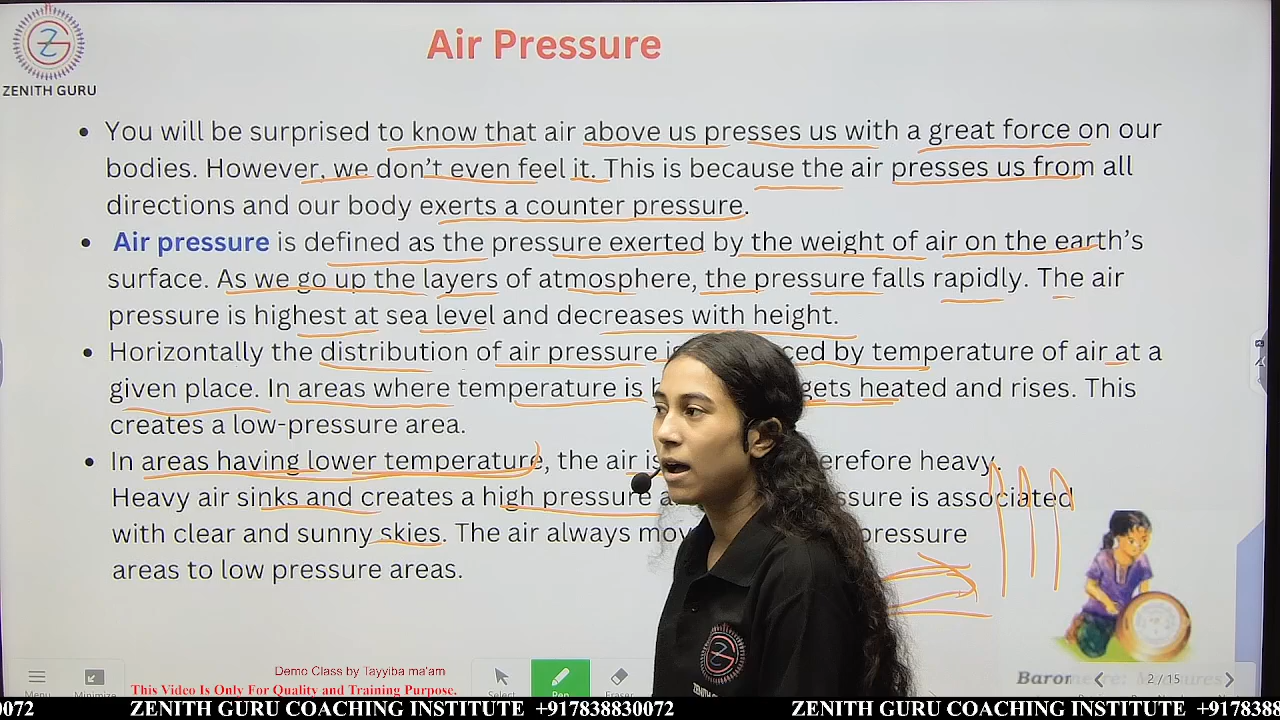 ZENITH GURU
Air Pressure
• You will be surprised to know that air above us presses us with a great force on our
bodies. However, we don't even feel it. This is because the air presses us from all
directions and our body exerts a counter pressure.
• Air pressure is defined as the pressure exerted by the weight of air on the earth's
surface. As we go up the layers of atmosphere, the pressure falls rapidly. The air
pressure is highest at sea level and decreases with height.
• Horizontally the distribution of air pressure is ced by temperature of air at a
given place. In areas where temperature is gets heated and rises. This
creates a low-pressure area.
• In areas having lower temperature, the air is erefore heavy.
Heavy air sinks and creates a high pressure ssure is associated
with clear and sunny skies. The air always mov pressure
areas to low pressure areas.
ZENITH GURU
Menu Minimize Select Pen Eraser 2 / 15
Demo Class by Tayyiba ma'am
This Video Is Only For Quality and Training Purpose.
0072 ZENITH GURU COACHING INSTITUTE +917838830072 ZENITH GURU COACHING INSTITUTE +9178388